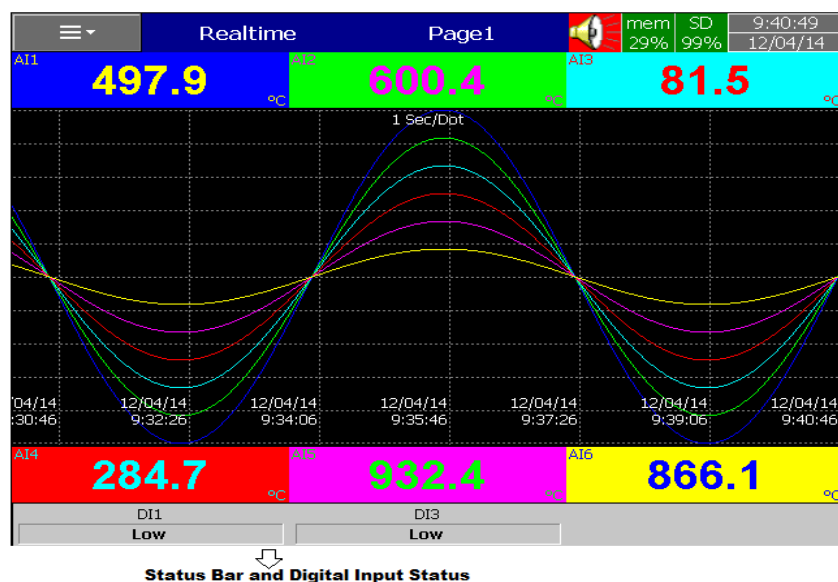 Realtime Page1 mem SD 9:40:49
29% 99% 12/04/14
AI1 AI2 AI3
497.9 600.4 81.5
°C °C °C
1 Sec/Dot
'04/14 12/04/14 12/04/14 12/04/14 12/04/14 12/04/14 12/04/14
:30:46 9:32:26 9:34:06 9:35:46 9:37:26 9:39:06 9:40:46
AI4 AI5 AI6
284.7 932.4 866.1
°C °C °C
DI1 DI3
Low Low
Status Bar and Digital Input Status